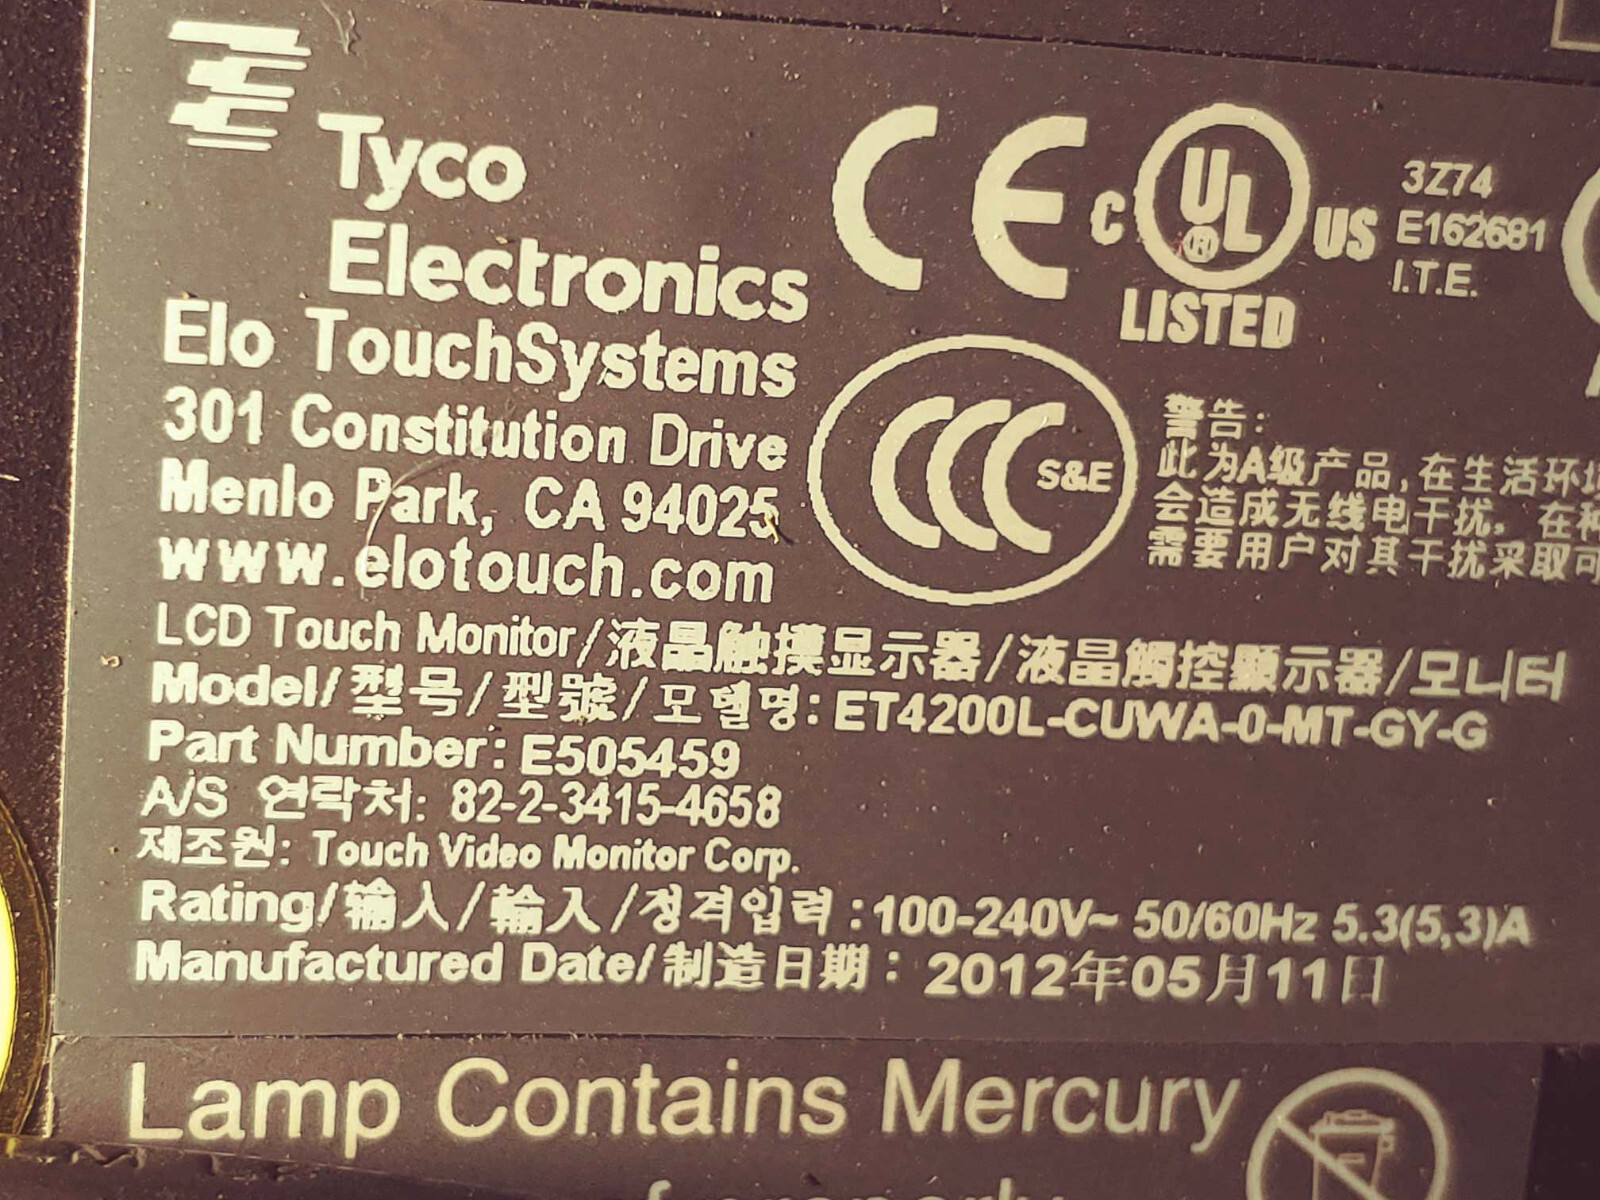 Tyco
Electronics
Elo TouchSystems
301 Constitution Drive
Menlo Park, CA 94025
www.elotouch.com
CE
C UL ® US
LISTED
3Z74
E162681
I.T.E.
CCC S&E
警告:
此为A级产品,在生活环
会造成无线电干扰。在
需要用户对其干扰采取可
LCD Touch Monitor/液晶触摸显示器/液晶觸控顯示器/모니터
Model/型号/型號/모델명: ET4200L-CUWA-0-MT-GY-G
Part Number: E505459
A/S 연락처: 82-2-3415-4658
제조원: Touch Video Monitor Corp.
Rating/输入/輸入/정격입력:100-240V~ 50/60Hz 5.3(5,3)A
Manufactured Date/制造日期: 2012年05月11日
Lamp Contains Mercury